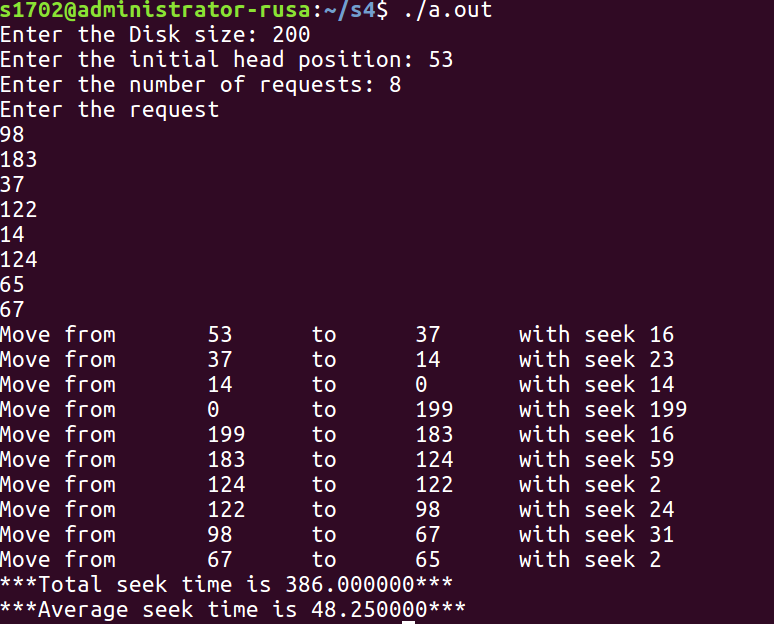 s1702@administrator-rusa:~/s4$ ./a.out
Enter the Disk size: 200
Enter the initial head position: 53
Enter the number of requests: 8
Enter the request
98
183
37
122
14
124
65
67
Move from 53 to 37 with seek 16
Move from 37 to 14 with seek 23
Move from 14 to 0 with seek 14
Move from 0 to 199 with seek 199
Move from 199 to 183 with seek 16
Move from 183 to 124 with seek 59
Move from 124 to 122 with seek 2
Move from 122 to 98 with seek 24
Move from 98 to 67 with seek 31
Move from 67 to 65 with seek 2
***Total seek time is 386.000000***
***Average seek time is 48.250000***